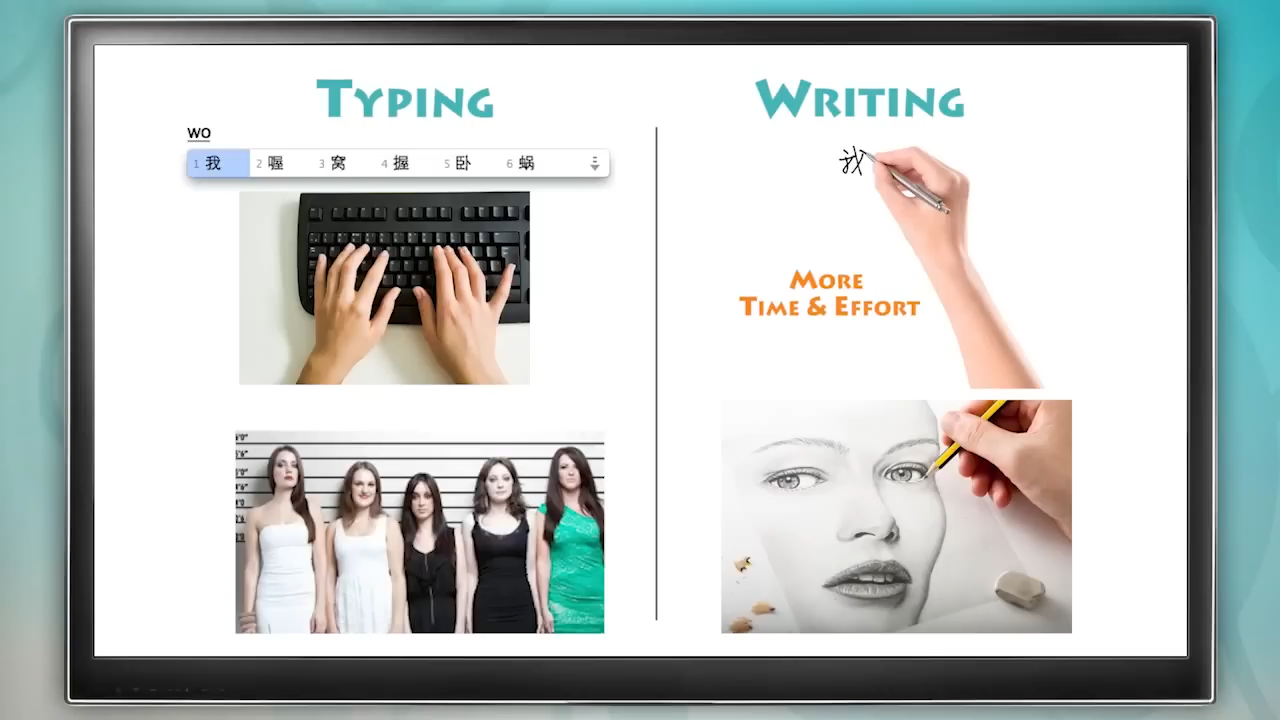 TYPING
WO
1 我 2 喔 3 窝 4 握 5 卧 6 蜗
WRITING
我
MORE
TIME & EFFORT